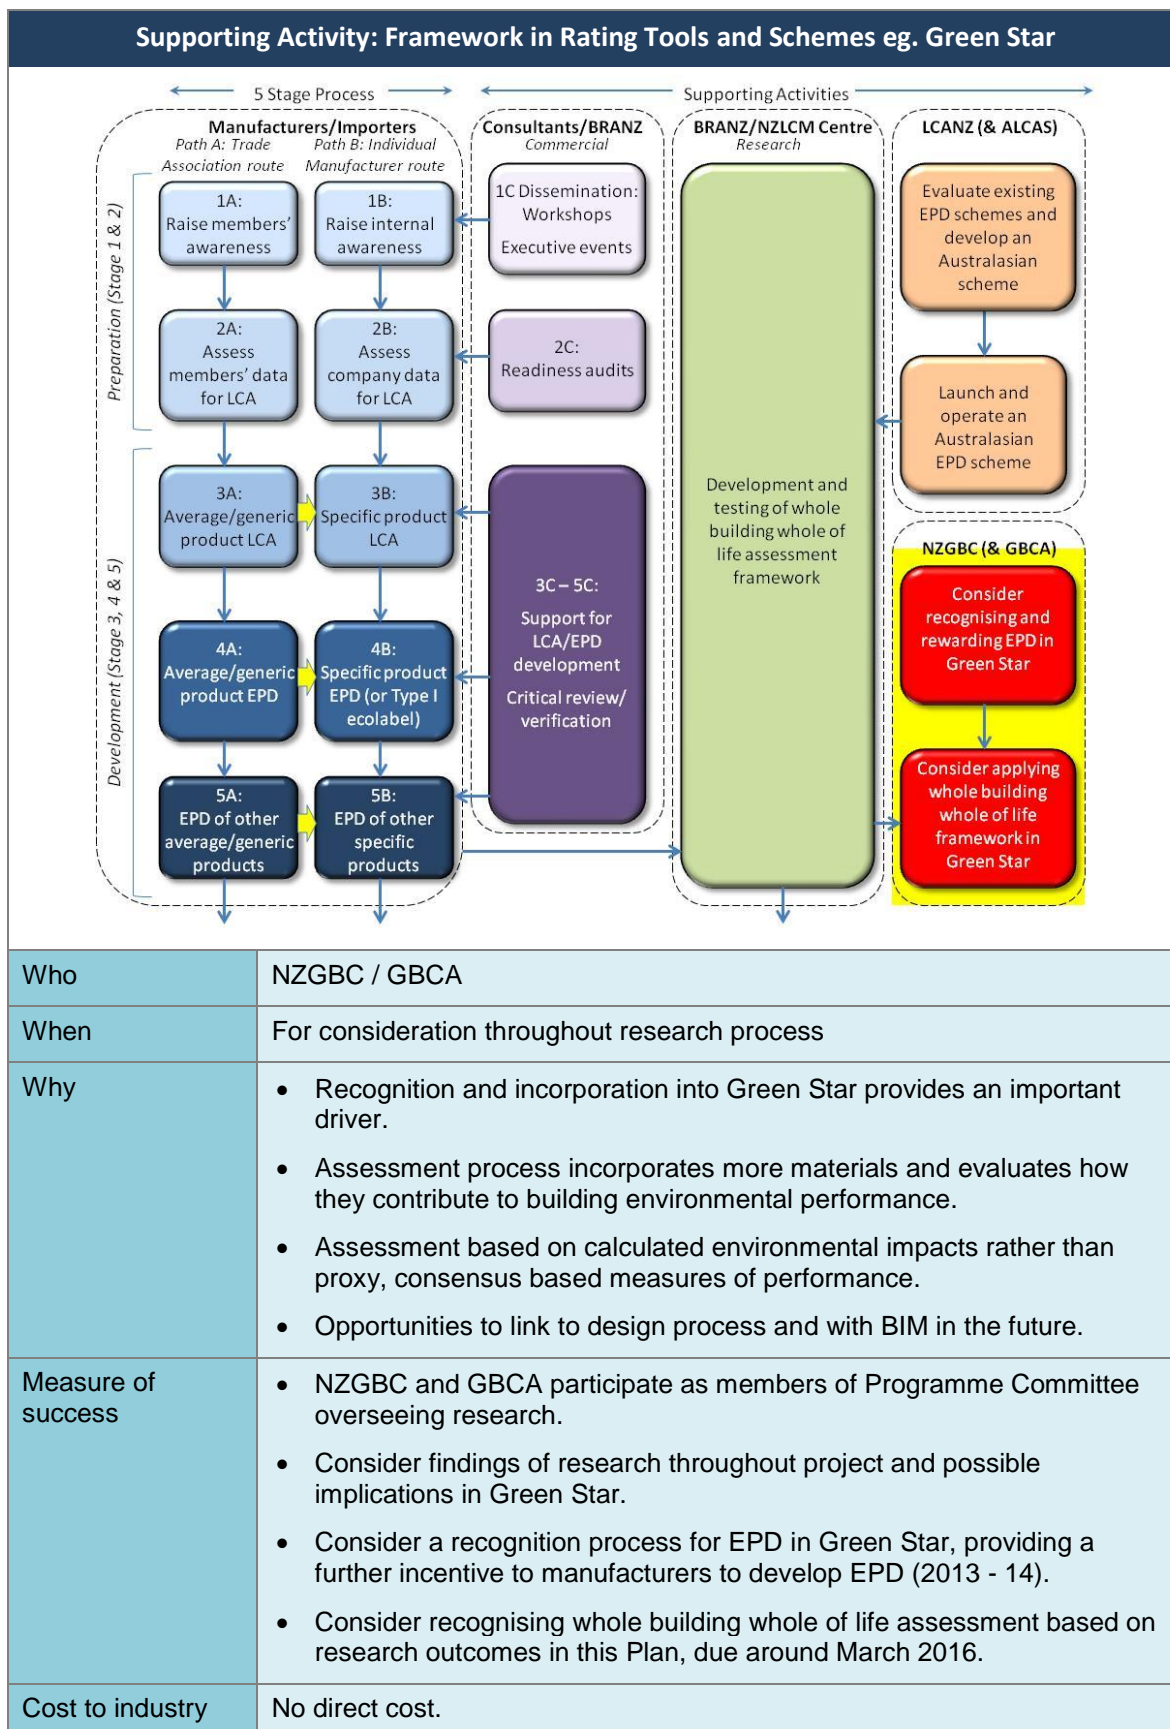 Supporting Activity: Framework in Rating Tools and Schemes eg. Green Star
5 Stage Process
Supporting Activities
Manufacturers/Importers
Path A: Trade
Association route
Path B: Individual
Manufacturer route
Consultants/BRANZ
Commercial
BRANZ/NZLCM Centre
Research
LCANZ (& ALCAS)
Preparation (Stage 1 & 2)
1A:
Raise members'
awareness
1B:
Raise internal
awareness
1C Dissemination:
Workshops
Executive events
Evaluate existing
EPD schemes and
develop an
Australasian
scheme
2A:
Assess
members' data
for LCA
2B:
Assess
company data
for LCA
2C:
Readiness audits
Launch and
operate an
Australasian
EPD scheme
Development (Stage 3, 4 & 5)
3A:
Average/generic
product LCA
3B:
Specific product
LCA
3C – 5C:
Support for
LCA/EPD
development
Critical review/
verification
Development and
testing of whole
building whole of
life assessment
framework
NZGBC (& GBCA)
Consider
recognising and
rewarding EPD in
Green Star
4A:
Average/generic
product EPD
4B:
Specific product
EPD (or Type I
ecolabel)
Consider applying
whole building
whole of life
framework in
Green Star
5A:
EPD of other
average/generic
products
5B:
EPD of other
specific
products
Who
NZGBC / GBCA
When
For consideration throughout research process
Why
• Recognition and incorporation into Green Star provides an important
driver.
• Assessment process incorporates more materials and evaluates how
they contribute to building environmental performance.
• Assessment based on calculated environmental impacts rather than
proxy, consensus based measures of performance.
• Opportunities to link to design process and with BIM in the future.
Measure of
success
• NZGBC and GBCA participate as members of Programme Committee
overseeing research.
• Consider findings of research throughout project and possible
implications in Green Star.
• Consider a recognition process for EPD in Green Star, providing a
further incentive to manufacturers to develop EPD (2013 - 14).
• Consider recognising whole building whole of life assessment based on
research outcomes in this Plan, due around March 2016.
Cost to industry
No direct cost.